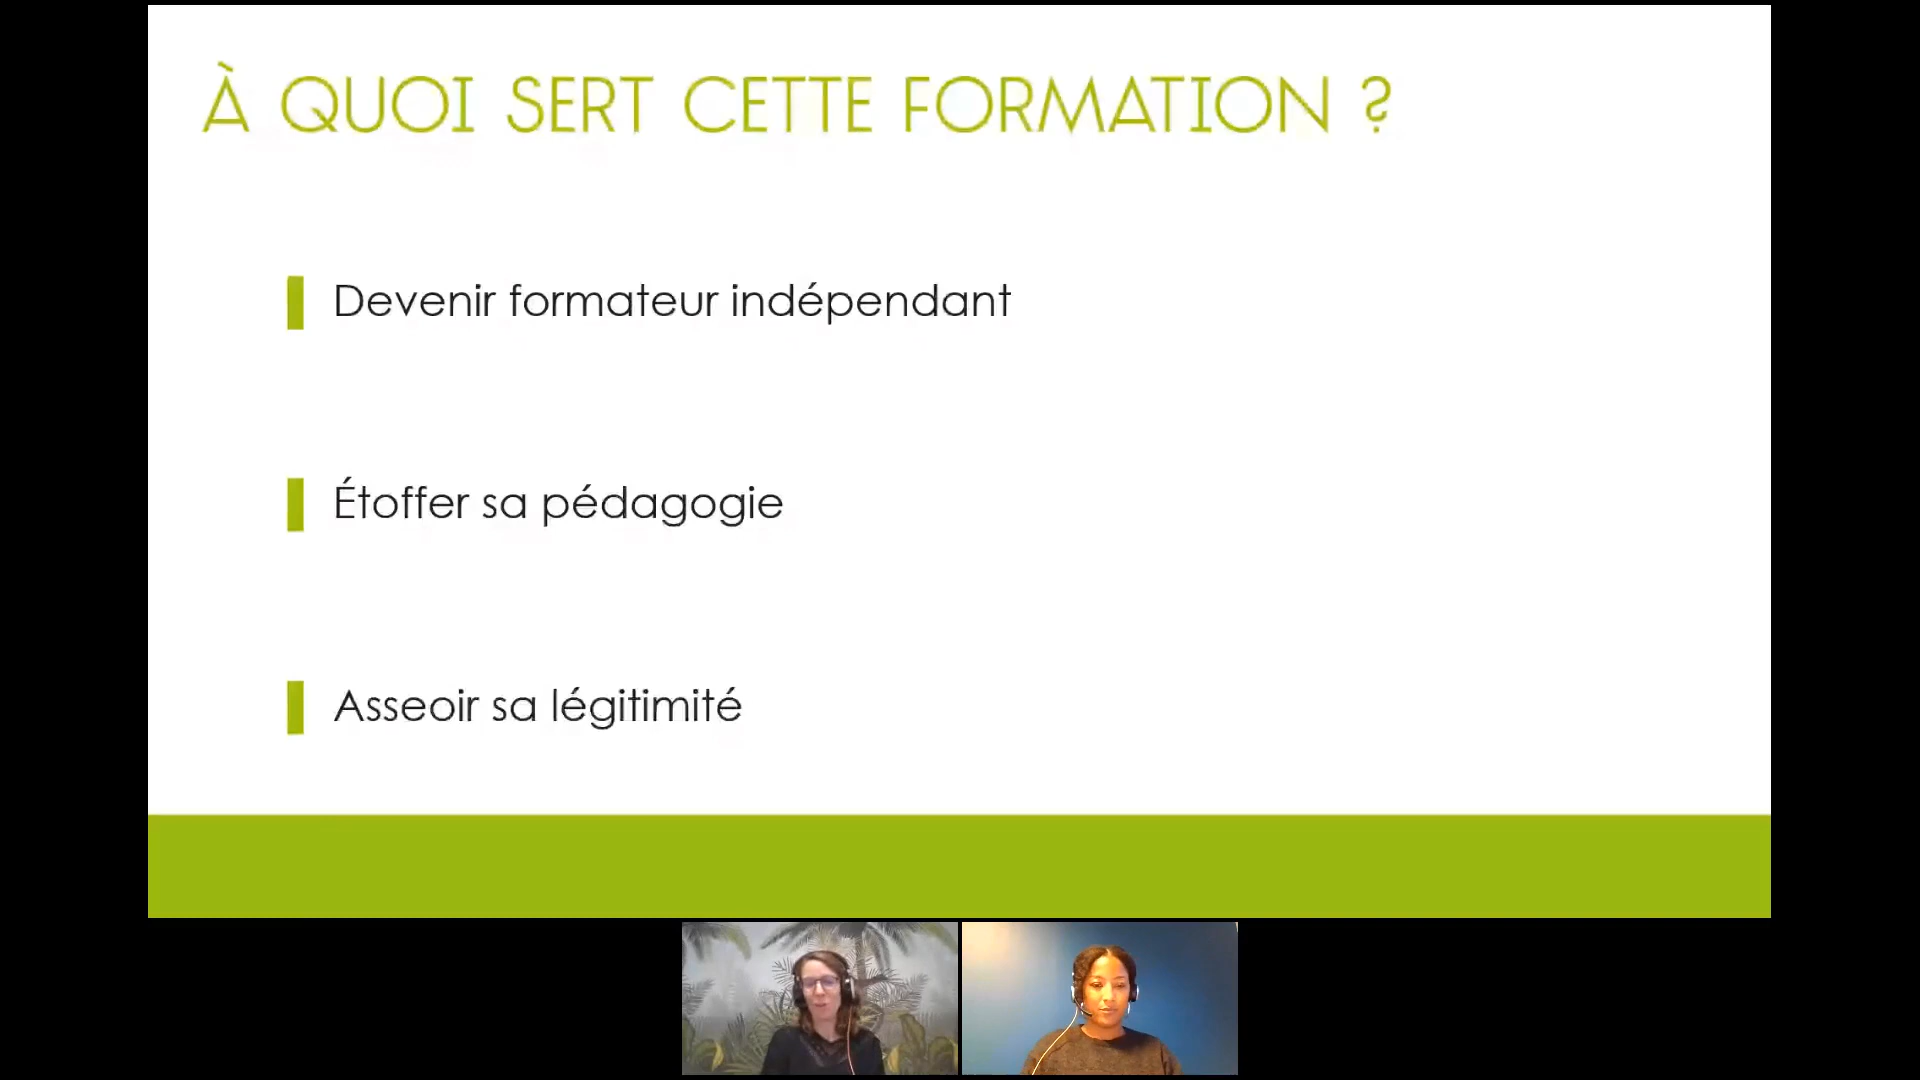 À QUOI SERT CETTE FORMATION ?
Devenir formateur indépendant
Étoffer sa pédagogie
Asseoir sa légitimité